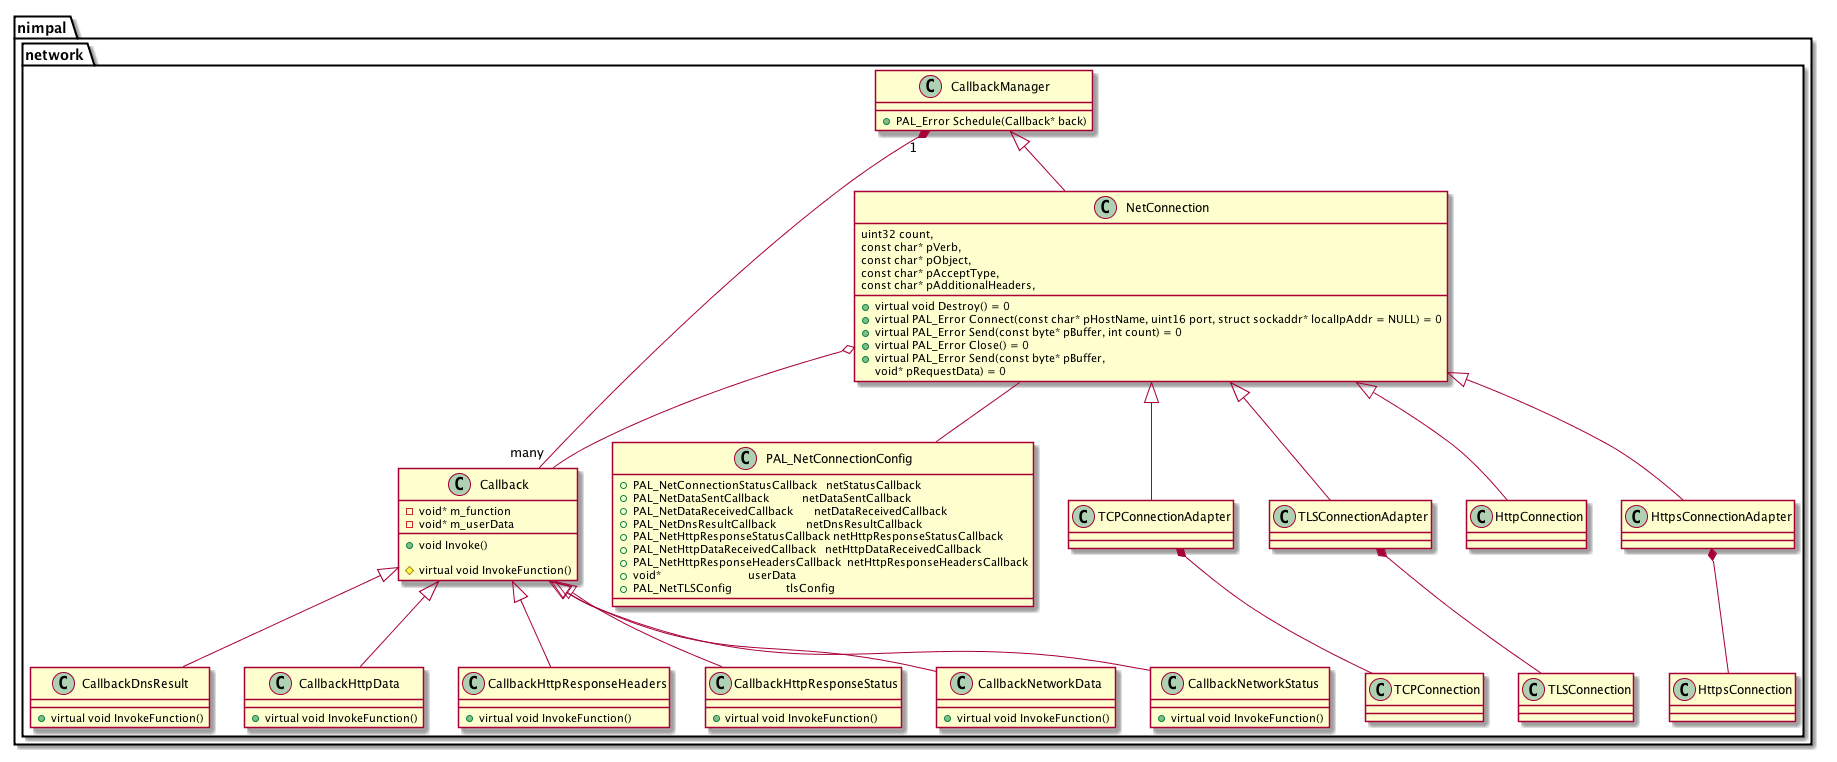 nimpal
network
C CallbackManager
PAL_Error Schedule(Callback* back)
1
C NetConnection
uint32 count,
const char* pVerb,
const char* pObject,
const char* pAcceptType,
const char* pAdditionalHeaders,
virtual void Destroy() = 0
virtual PAL_Error Connect(const char* pHostName, uint16 port, struct sockaddr* localIpAddr = NULL) = 0
virtual PAL_Error Send(const byte* pBuffer, int count) = 0
virtual PAL_Error Close() = 0
virtual PAL_Error Send(const byte* pBuffer,
void* pRequestData) = 0
many
C Callback
void* m_function
void* m_userData
void Invoke()
virtual void InvokeFunction()
C PAL_NetConnectionConfig
PAL_NetConnectionStatusCallback netStatusCallback
PAL_NetDataSentCallback netDataSentCallback
PAL_NetDataReceivedCallback netDataReceivedCallback
PAL_NetDnsResultCallback netDnsResultCallback
PAL_NetHttpResponseStatusCallback netHttpResponseStatusCallback
PAL_NetHttpDataReceivedCallback netHttpDataReceivedCallback
PAL_NetHttpResponseHeadersCallback netHttpResponseHeadersCallback
void* userData
PAL_NetTLSConfig tlsConfig
C TCPConnectionAdapter
C TLSConnectionAdapter
C HttpConnection
C HttpsConnectionAdapter
C CallbackDnsResult
virtual void InvokeFunction()
C CallbackHttpData
virtual void InvokeFunction()
C CallbackHttpResponseHeaders
virtual void InvokeFunction()
C CallbackHttpResponseStatus
virtual void InvokeFunction()
C CallbackNetworkData
virtual void InvokeFunction()
C CallbackNetworkStatus
virtual void InvokeFunction()
C TCPConnection
C TLSConnection
C HttpsConnection